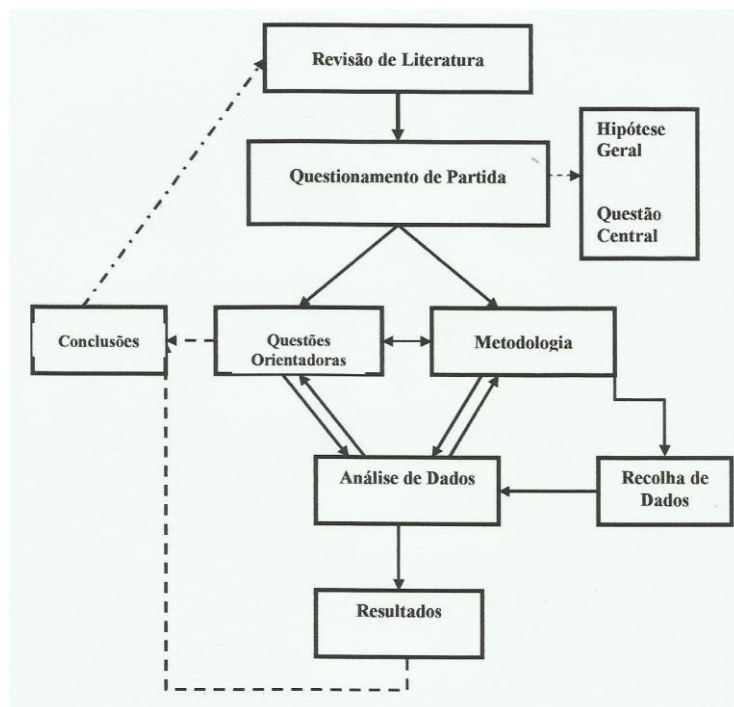 Revisão de Literatura
Hipótese
Geral
Questionamento de Partida
Questão
Central
Conclusões
Questões
Orientadoras
Metodologia
Análise de Dados
Recolha de
Dados
Resultados